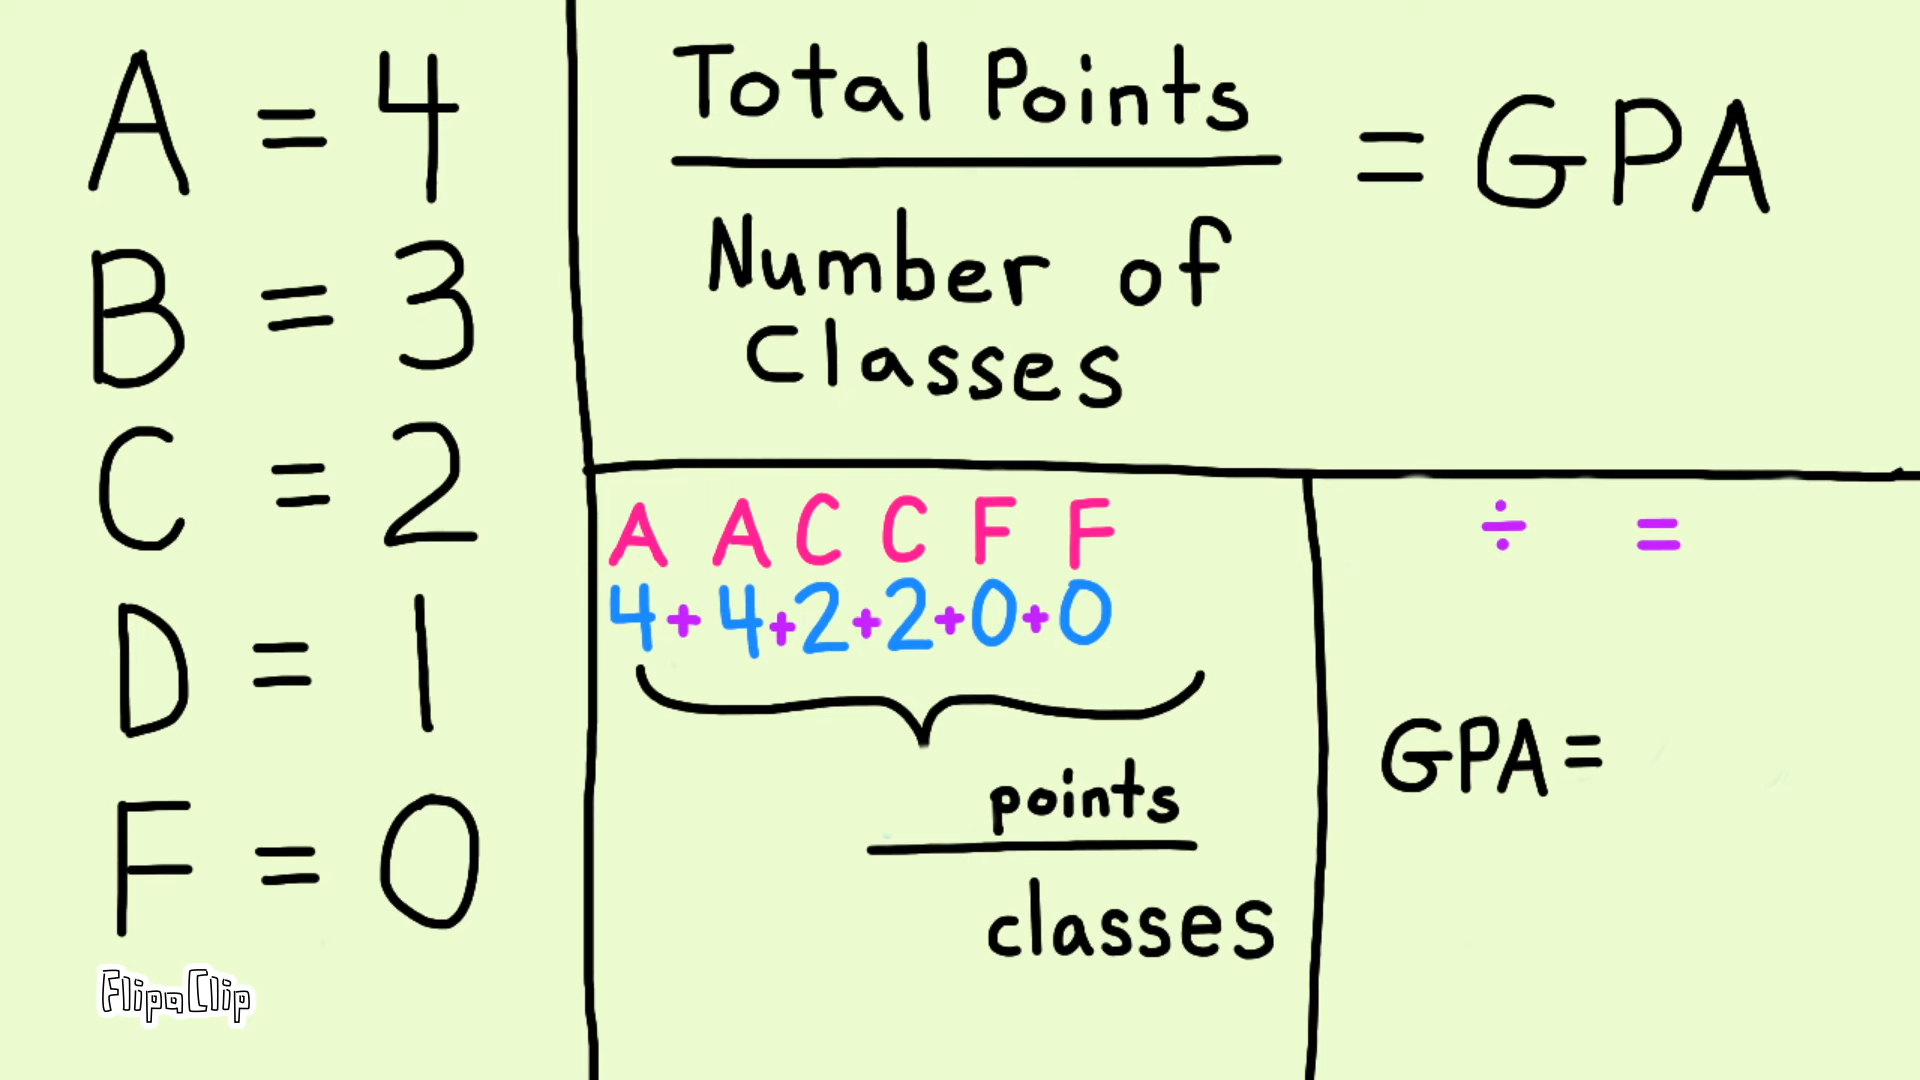 A = 4
B = 3
C = 2
D = 1
F = 0
FlipaClip
Total Points
Number of
Classes
= GPA
A A C C F F
4 + 4 + 2 + 2 + 0 + 0
points
classes
÷ =
GPA =